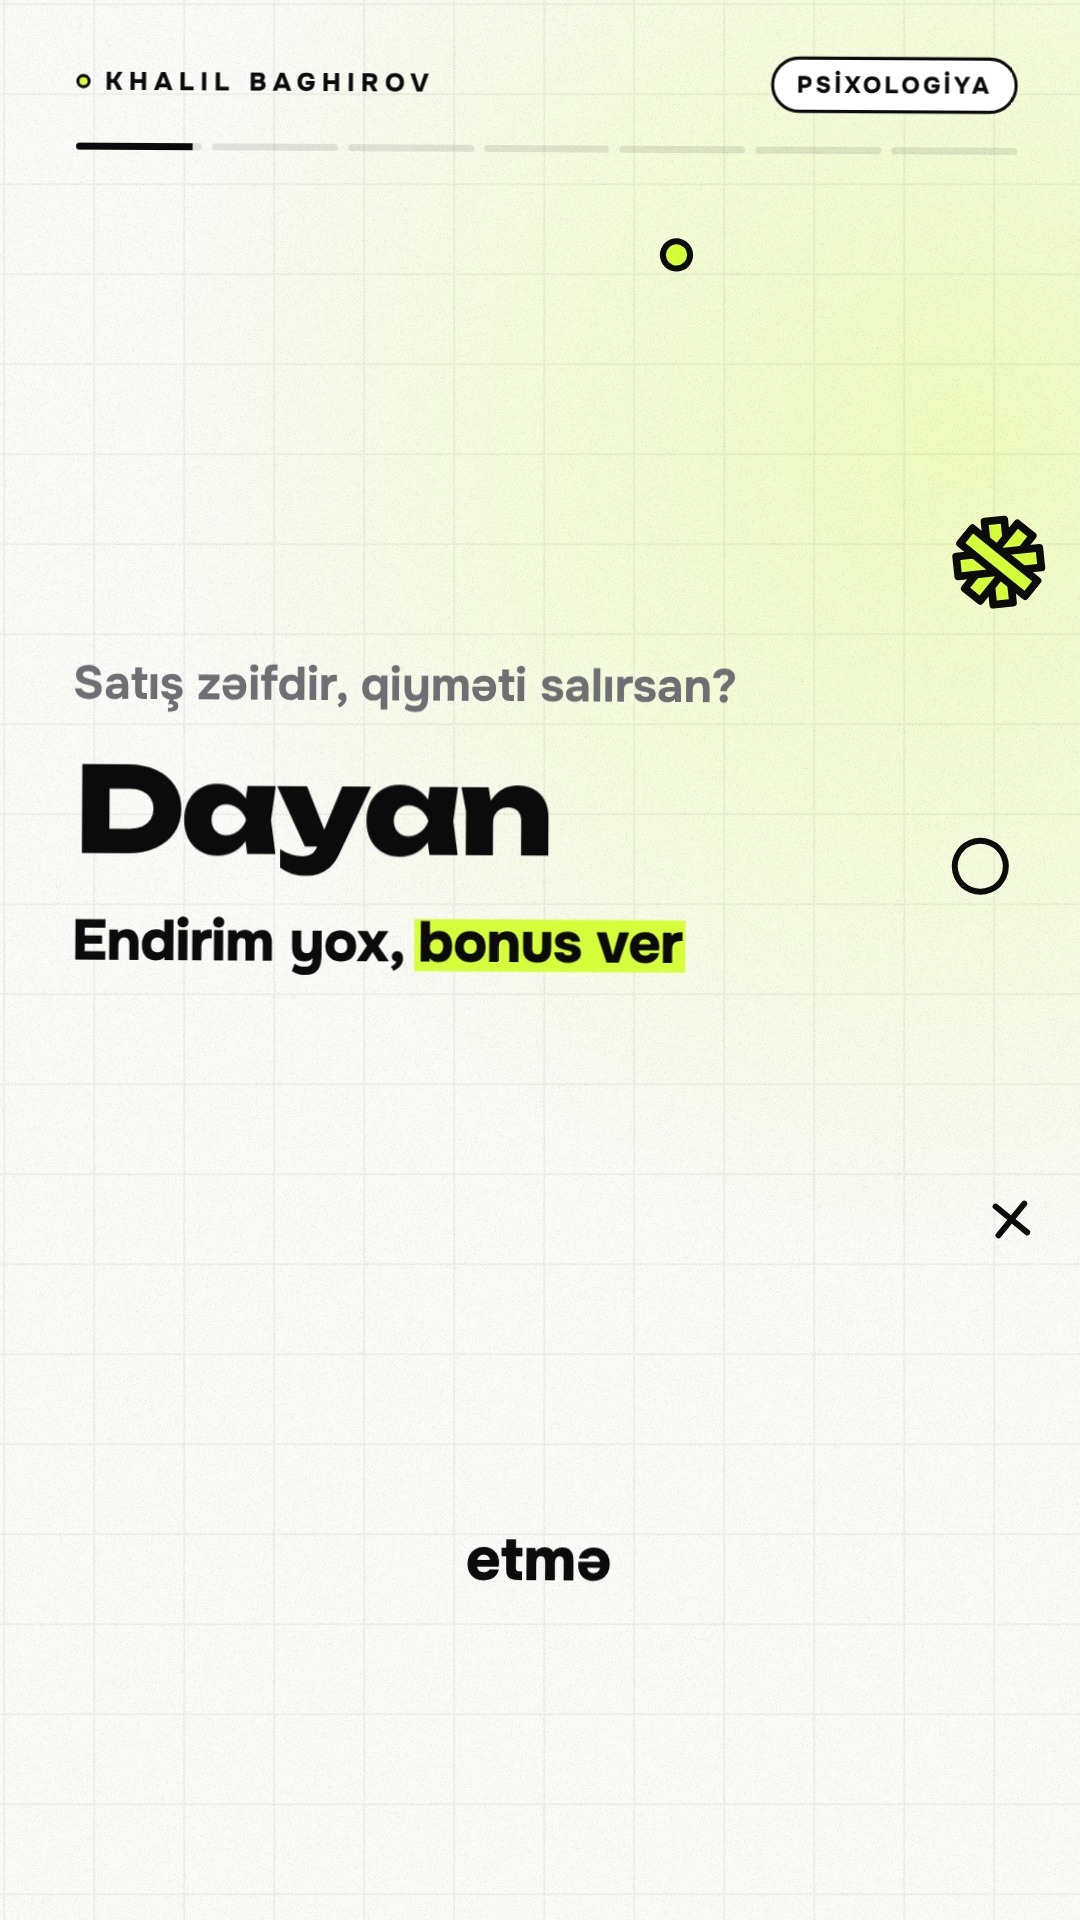 KHALIL BAGHIROV
PSİXOLOGİYA
Satış zəifdir, qiyməti salırsan?
Dayan
Endirim yox, bonus ver
etmə